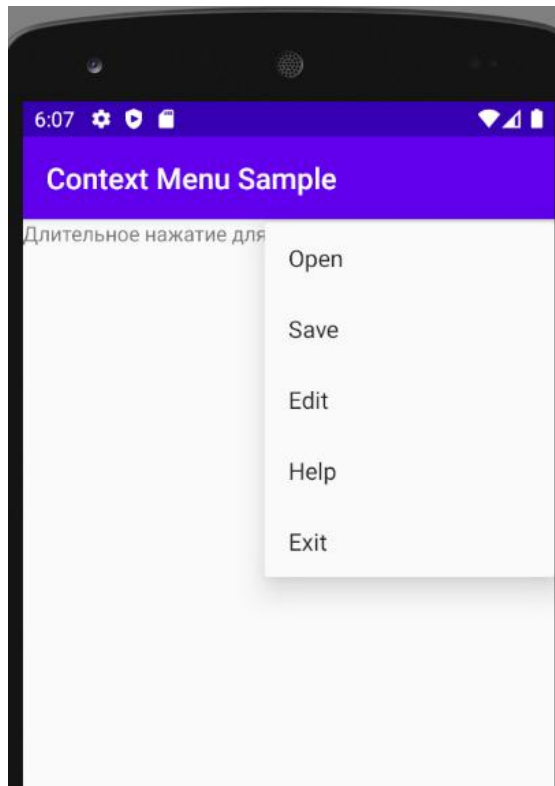 6:07
Context Menu Sample
Длительное нажатие для
Open
Save
Edit
Help
Exit